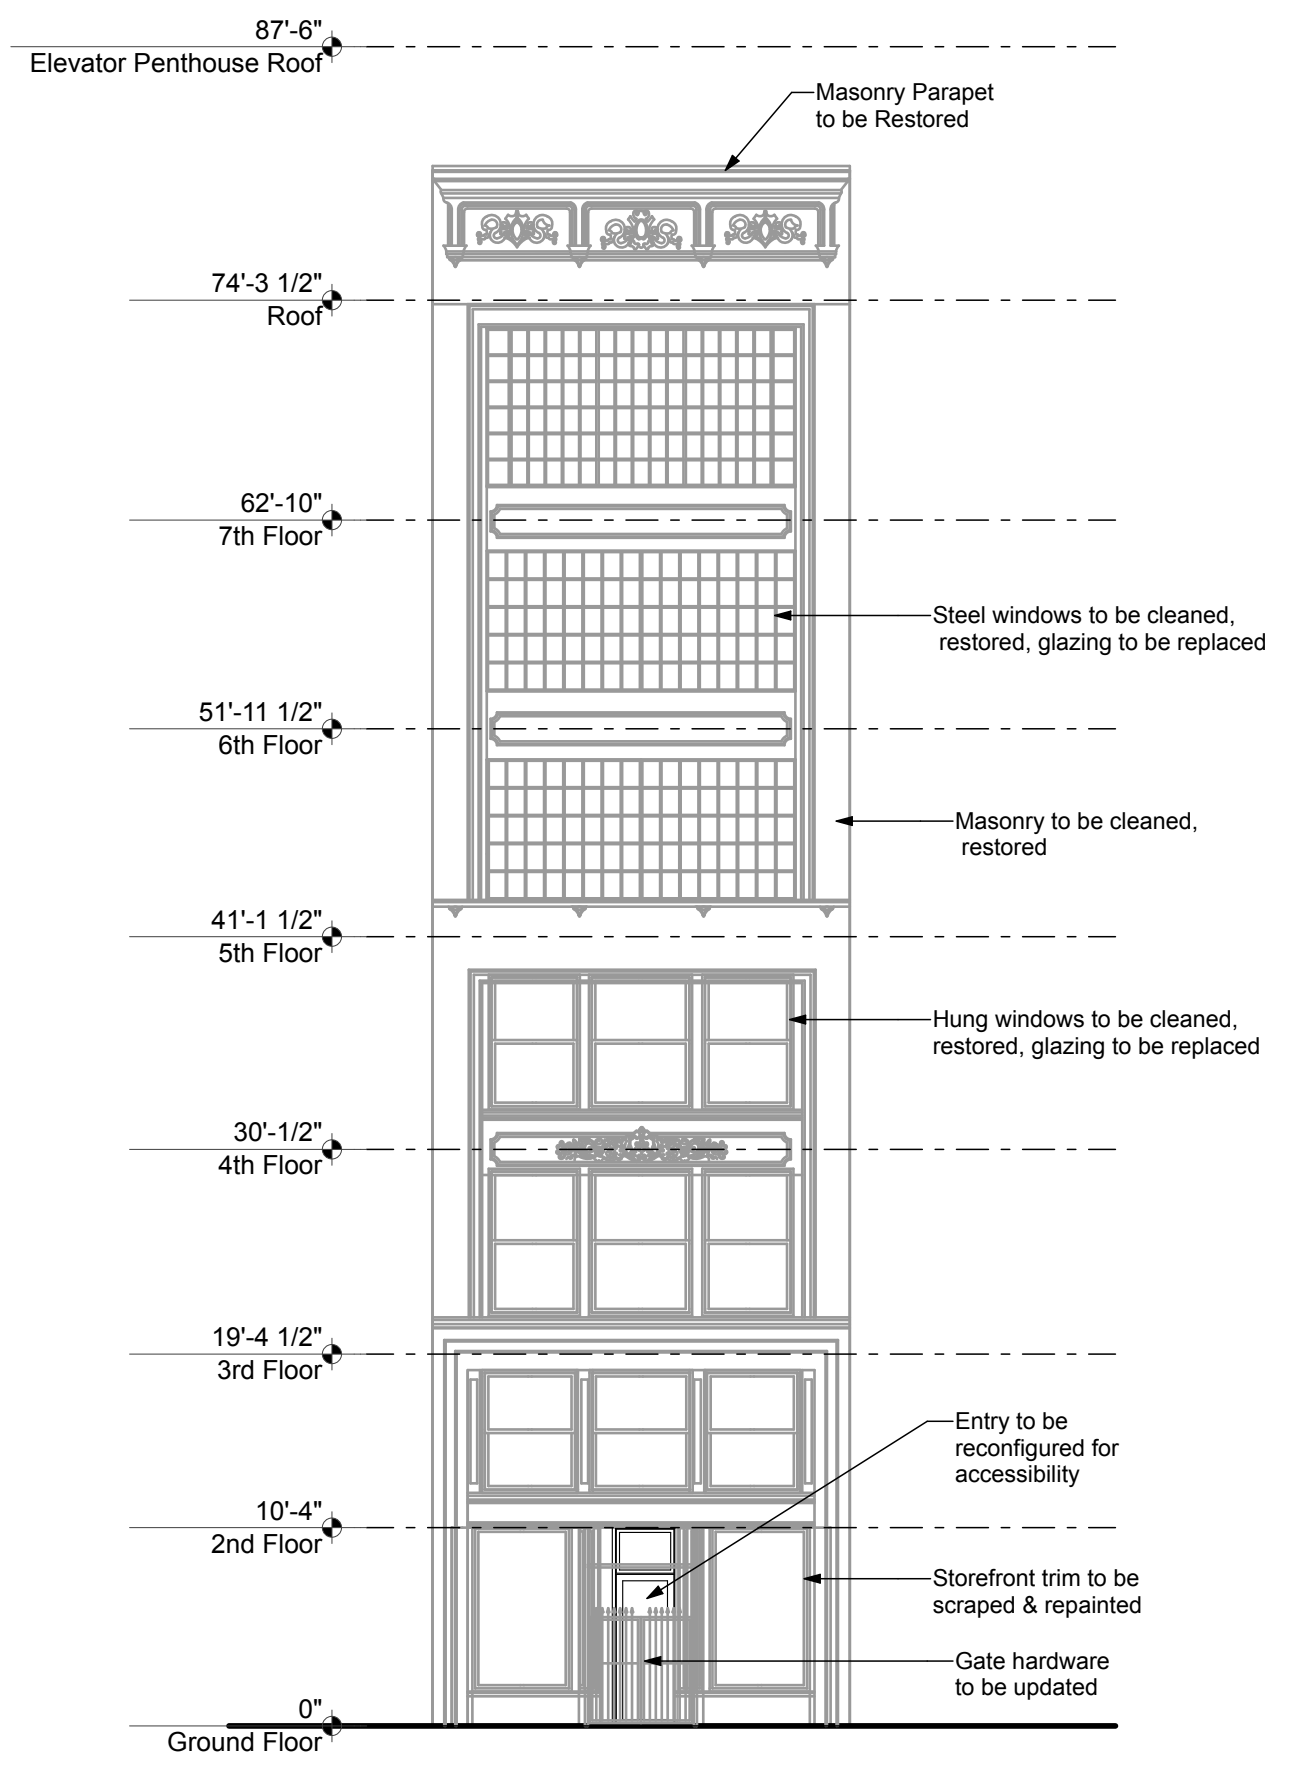 87'-6"
Elevator Penthouse Roof
Masonry Parapet
to be Restored
74'-3 1/2"
Roof
62'-10"
7th Floor
Steel windows to be cleaned,
restored, glazing to be replaced
51'-11 1/2"
6th Floor
Masonry to be cleaned,
restored
41'-1 1/2"
5th Floor
Hung windows to be cleaned,
restored, glazing to be replaced
30'-1/2"
4th Floor
19'-4 1/2"
3rd Floor
Entry to be
reconfigured for
accessibility
10'-4"
2nd Floor
Storefront trim to be
scraped & repainted
Gate hardware
to be updated
0"
Ground Floor